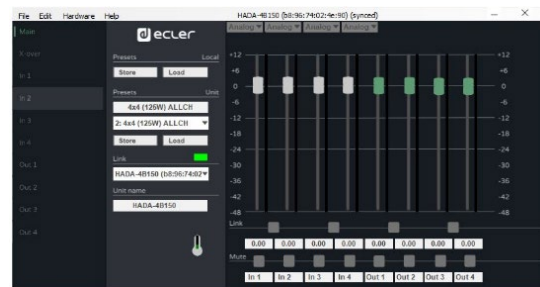 File Edit Hardware Help
HADA-4B150 (b8:96:74:02:4e:90) (synced)
Main
X-over
In 1
In 2
In 3
In 4
Out 1
Out 2
Out 3
Out 4
ecler
Presets Local
Store Load
Presets Unit
4x4 (125W) ALLCH
2: 4x4 (125W) ALLCH
Store Load
Link
HADA-4B150 (b8:96:74:02
Unit name
HADA-4B150
Analog Analog Analog Analog
+12 +12
+6 +6
0 0
-6 -6
-12 -12
-18 -18
-24 -24
-30 -30
-36 -36
-42 -42
-48 -48
Link
0.00 0.00 0.00 0.00 0.00 0.00 0.00 0.00
Mute
In 1 In 2 In 3 In 4 Out 1 Out 2 Out 3 Out 4